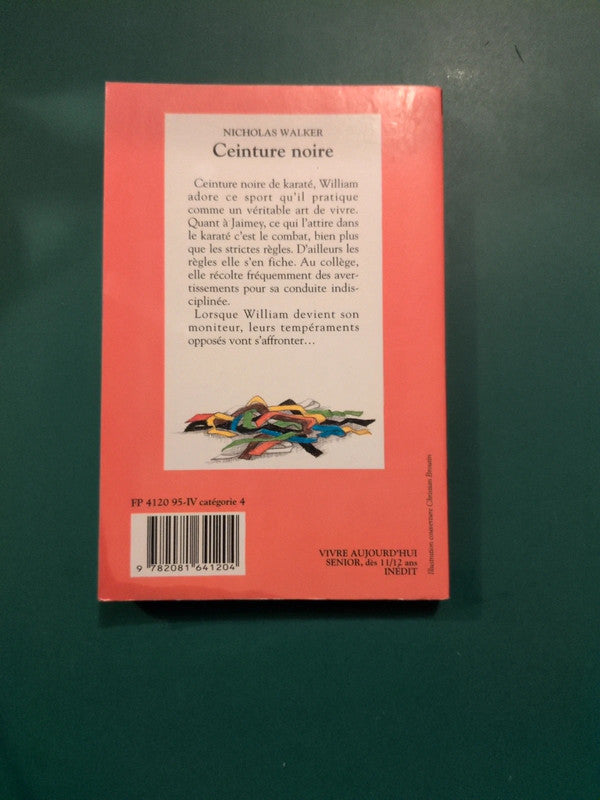 NICHOLAS WALKER
Ceinture noire
Ceinture noire de karaté, William
adore ce sport qu'il pratique
comme un véritable art de vivre.
Quant à Jaimey, ce qui l'attire dans
le karaté c'est le combat, bien plus
que les strictes règles. D'ailleurs les
règles elle s'en fiche. Au collège,
elle récolte fréquemment des aver-
tissements pour sa conduite indis-
ciplinée.
Lorsque William devient son
moniteur, leurs tempéraments
opposés vont s'affronter...
FP 4120 95-IV catégorie 4
9 782081 641204
VIVRE AUJOURD'HUI
SENIOR, dès 11/12 ans
INÉDIT
Illustration couverture Christian Broutin